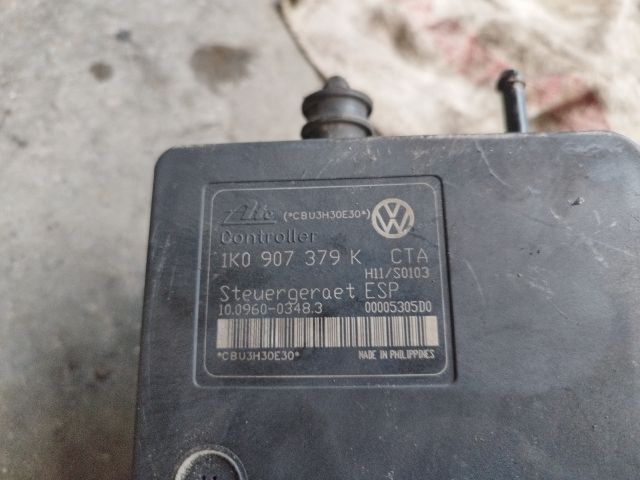 Ate (*CBU3H30E30*)
Controller
1K0 907 379 K CTA
H11/S0103
Steuergeraet ESP
10.0960-0348.3 00005305D0
*CBU3H30E30* MADE IN PHILIPPINES